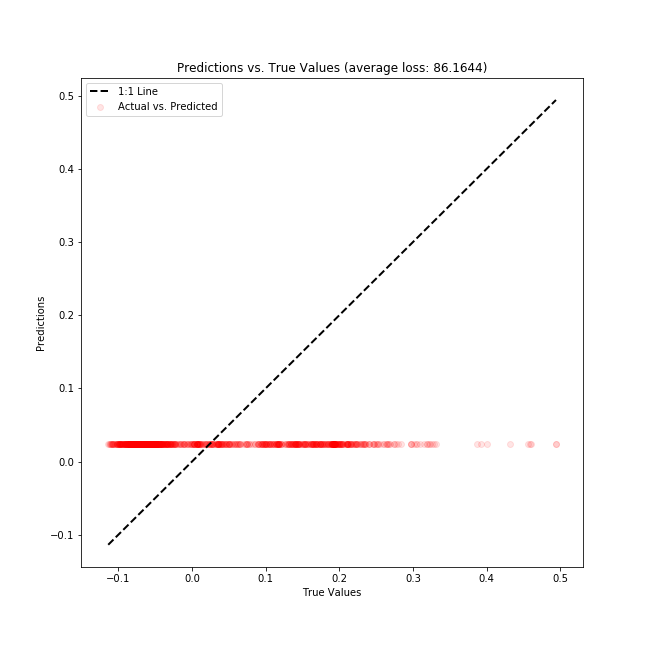 Predictions vs. True Values (average loss: 86.1644)
1:1 Line
Actual vs. Predicted
0.5
0.4
0.3
0.2
0.1
0.0
−0.1
Predictions
−0.1 0.0 0.1 0.2 0.3 0.4 0.5
True Values